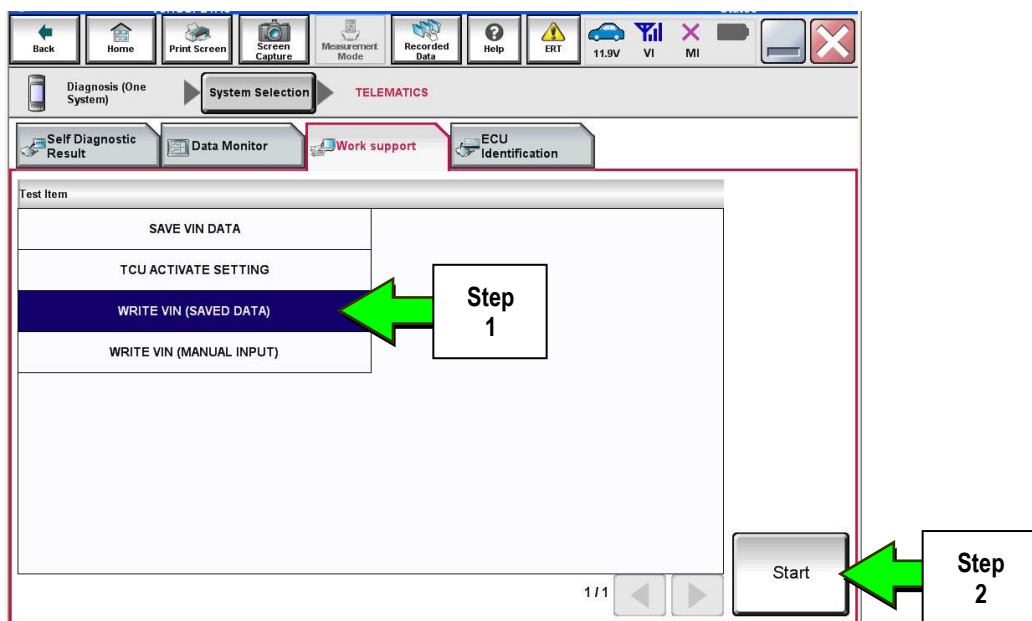 Back
Home
Print Screen
Screen
Capture
Measurement
Mode
Recorded
Data
Help
ERT
11.9V
VI
MI
Diagnosis (One
System)
System Selection
TELEMATICS
Self Diagnostic
Result
Data Monitor
Work support
ECU
Identification
Test Item
SAVE VIN DATA
TCU ACTIVATE SETTING
WRITE VIN (SAVED DATA)
Step
1
WRITE VIN (MANUAL INPUT)
Start
Step
2
1/1